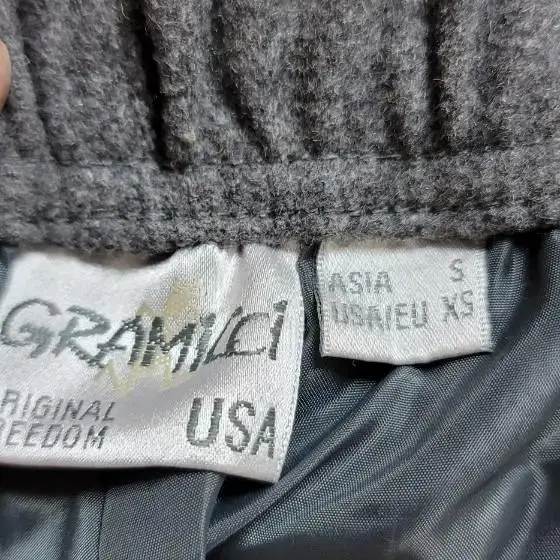 GRAMICCI
RIGINAL
REEDOM
USA
ASIA S
USA/EU XS